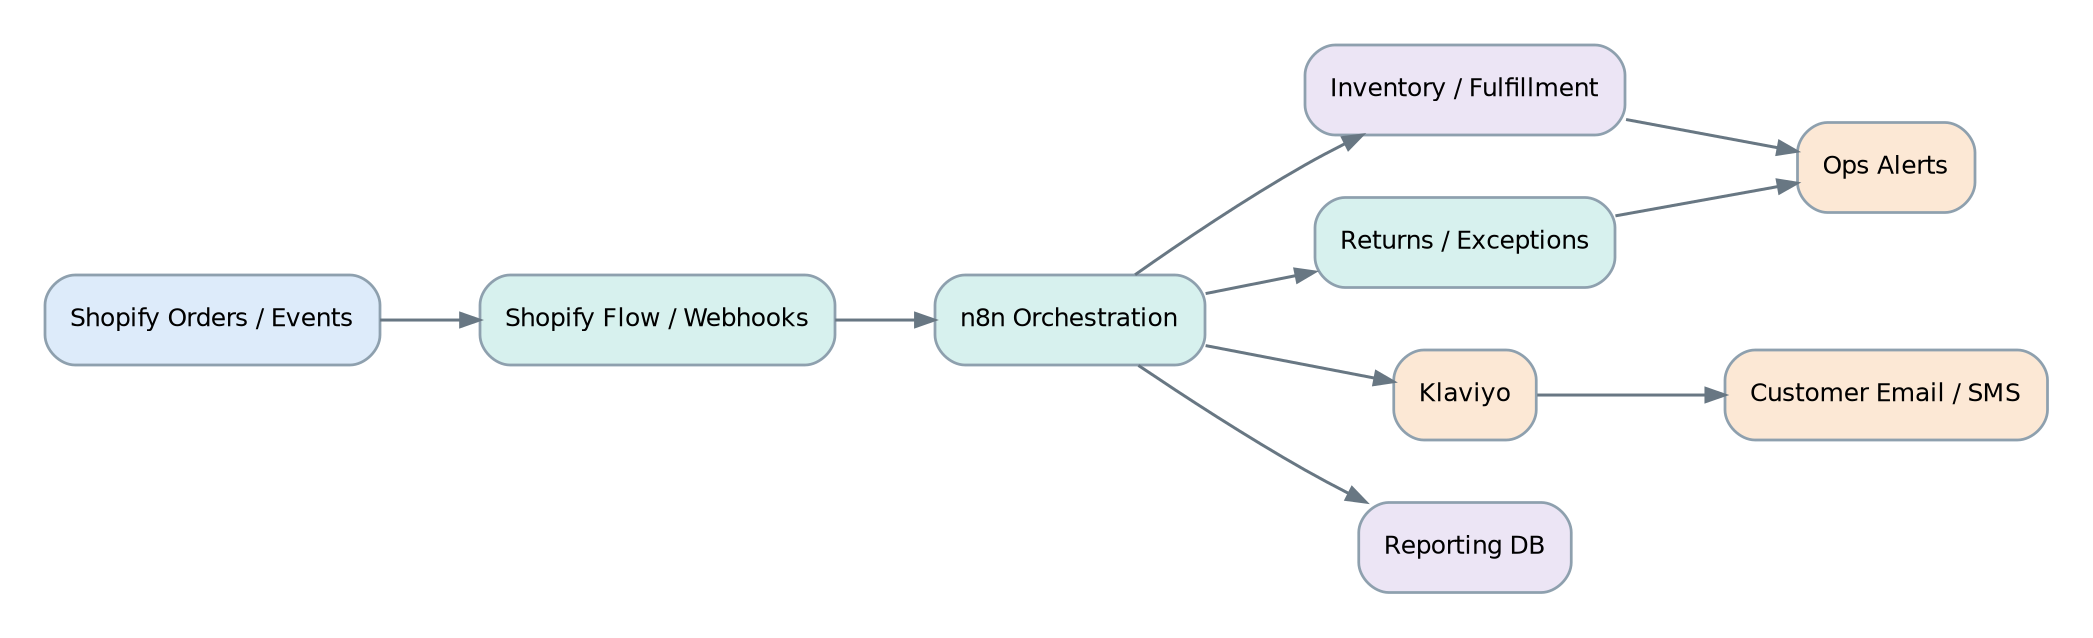 Shopify Orders / Events
Shopify Flow / Webhooks
n8n Orchestration
Inventory / Fulfillment
Returns / Exceptions
Klaviyo
Reporting DB
Ops Alerts
Customer Email / SMS